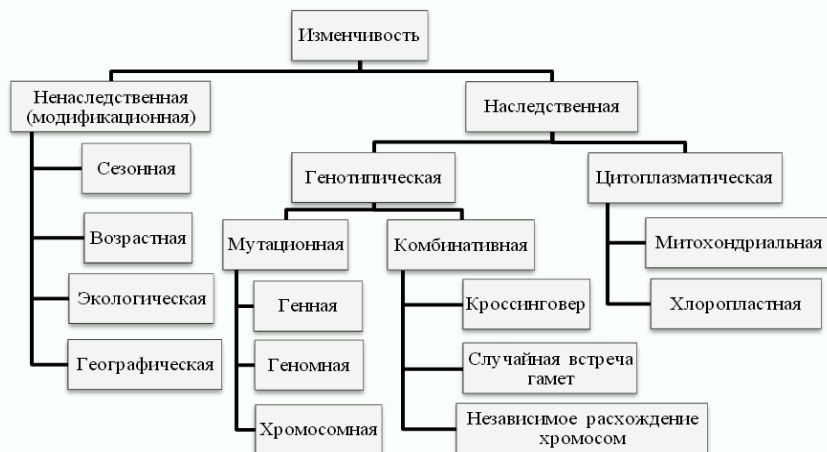 Изменчивость
Ненаследственная
(модификационная)
Наследственная
Сезонная
Возрастная
Экологическая
Географическая
Генотипическая
Цитоплазматическая
Мутационная
Комбинативная
Генная
Геномная
Хромосомная
Кроссинговер
Случайная встреча
гамет
Независимое расхождение
хромосом
Митохондриальная
Хлоропластная